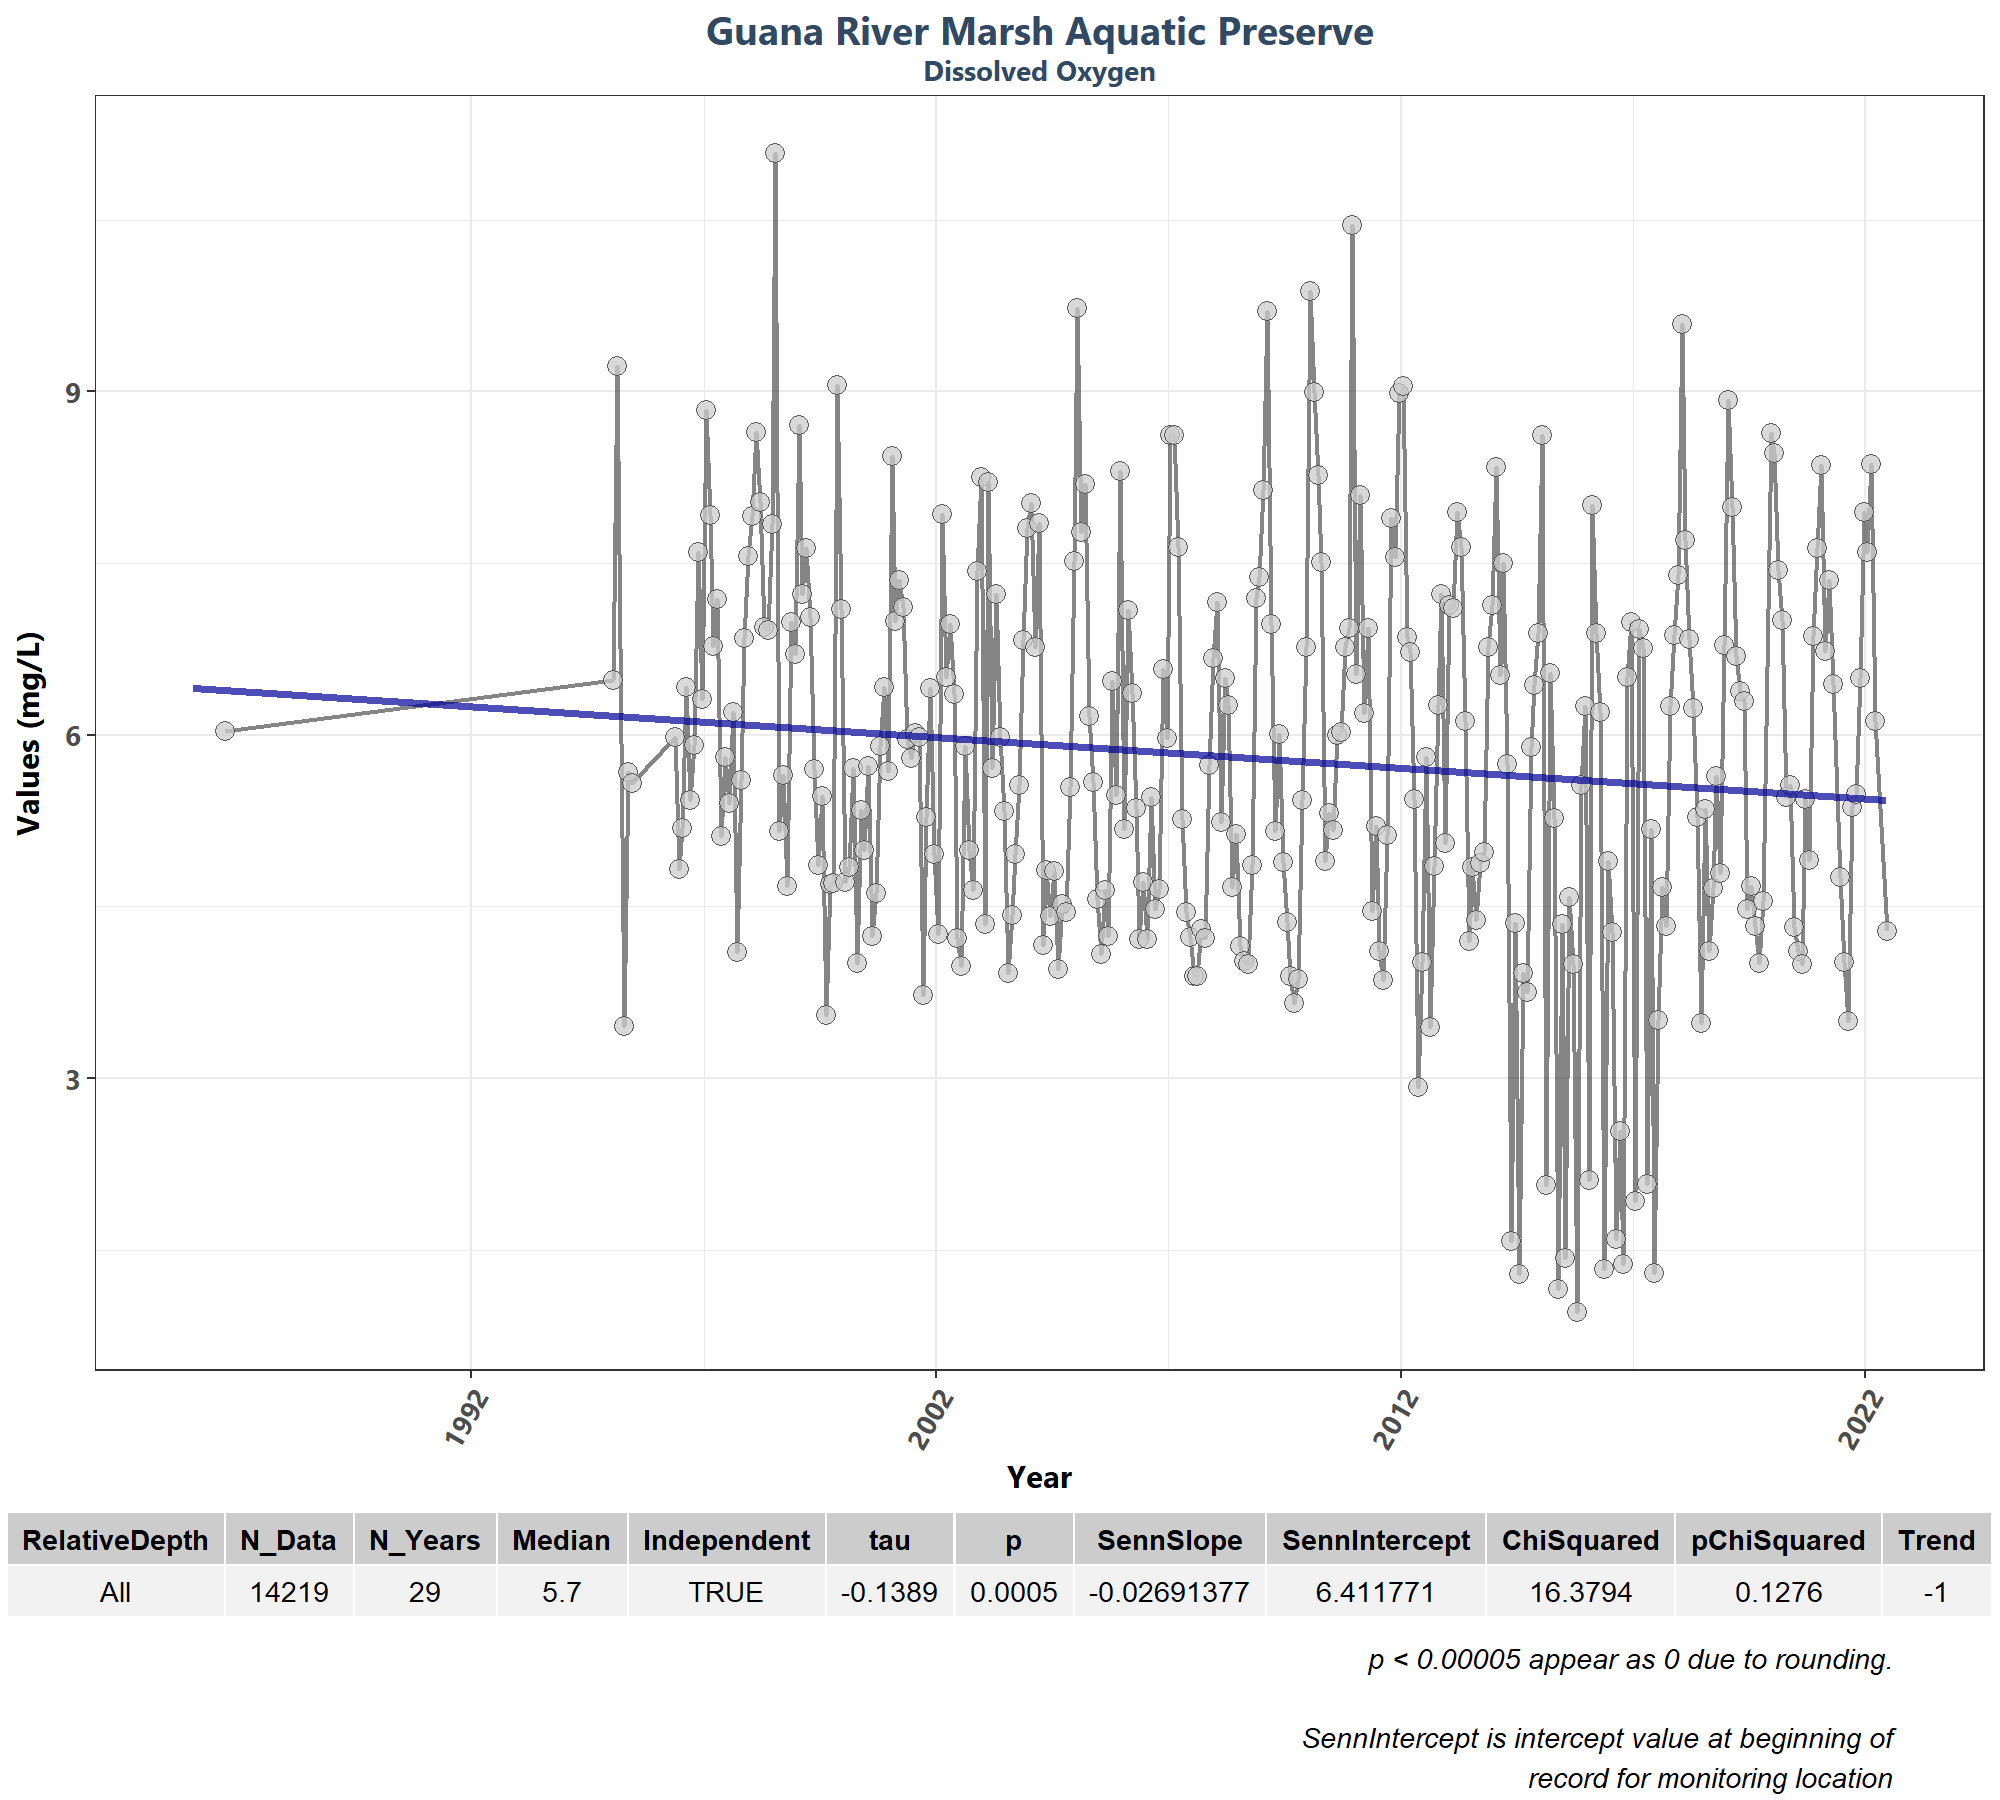 Guana River Marsh Aquatic Preserve
Dissolved Oxygen
Values (mg/L)
9
6
3
1992
2002
2012
2022
Year
RelativeDepth N_Data N_Years Median Independent tau p SennSlope SennIntercept ChiSquared pChiSquared Trend
All 14219 29 5.7 TRUE -0.1389 0.0005 -0.02691377 6.411771 16.3794 0.1276 -1
p < 0.00005 appear as 0 due to rounding.
SennIntercept is intercept value at beginning of
record for monitoring location